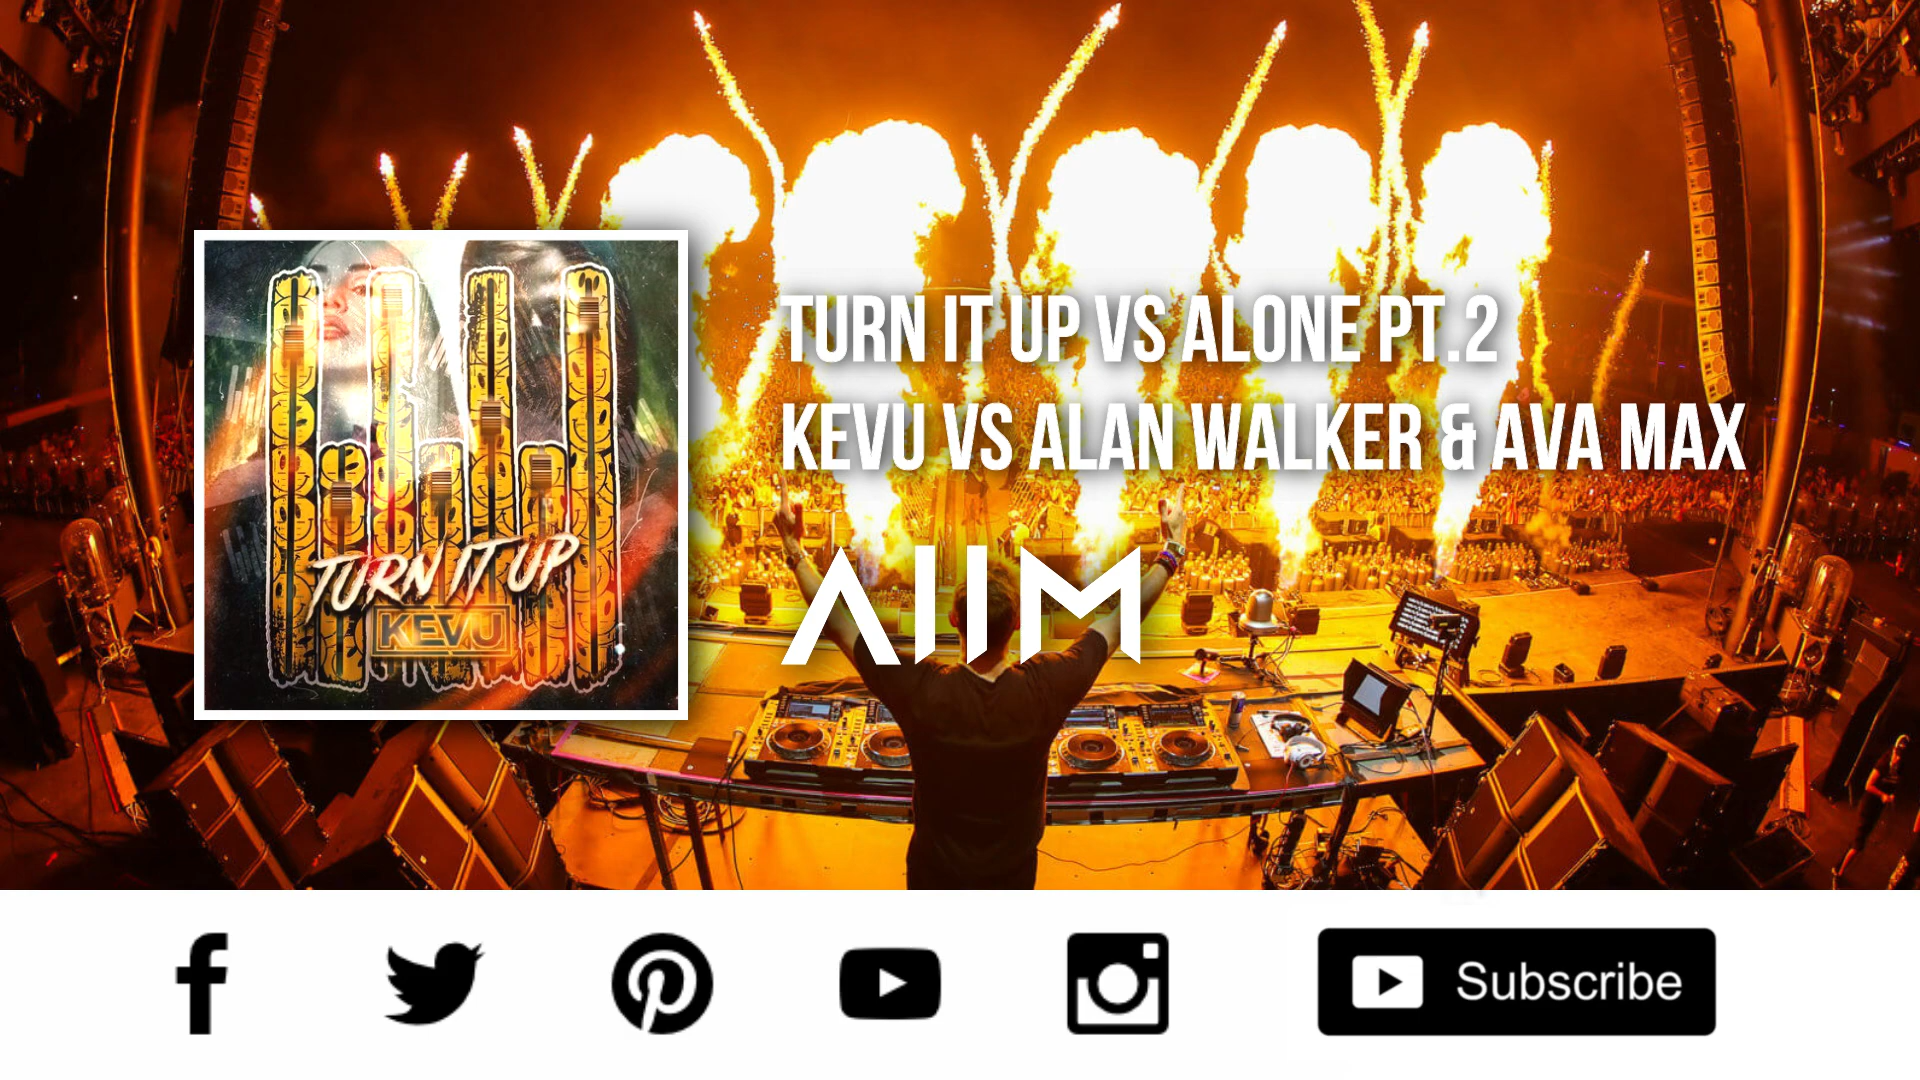 TURN IT UP VS ALONE PT.2
KEVU VS ALAN WALKER & AVA MAX
TURN IT UP
KEVU
AIIM
Subscribe